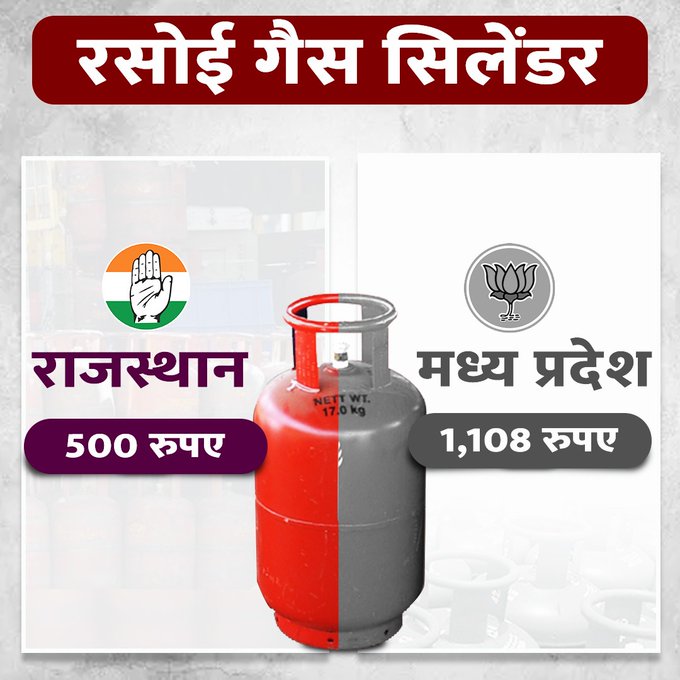 रसोई गैस सिलेंडर
राजस्थान
500 रुपए
मध्य प्रदेश
1,108 रुपए
NETT WT.
17.0 kg